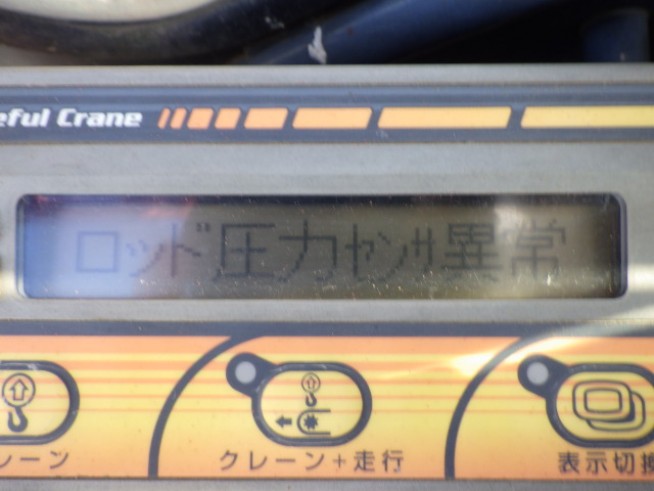 eful Crane
ロッド圧力センサ異常
レーン
クレーン+走行
表示切換